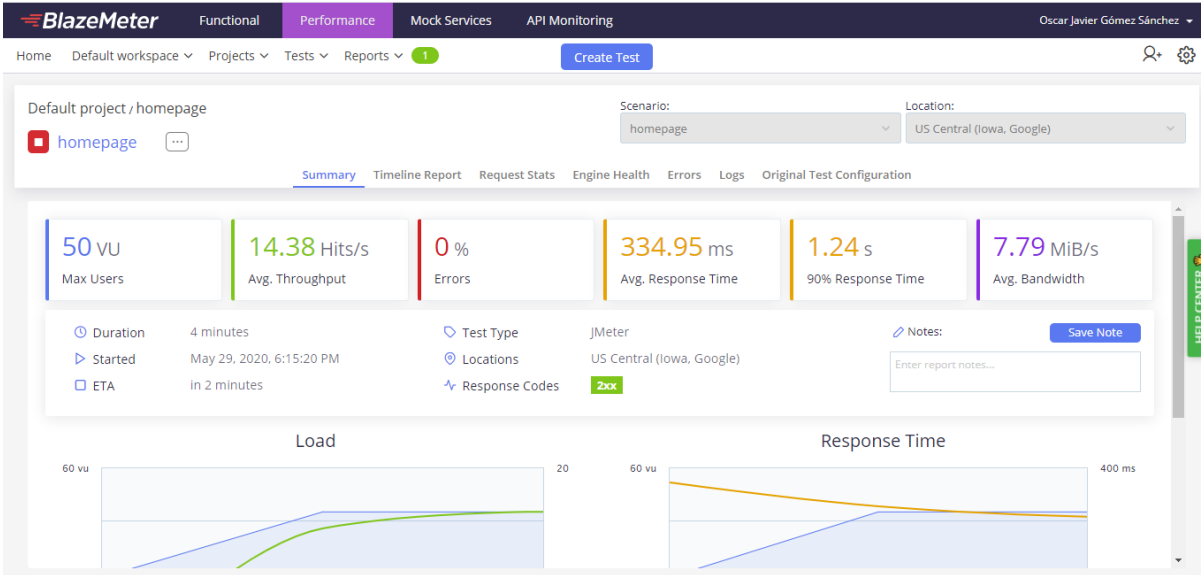 BlazeMeter Functional Performance Mock Services API Monitoring Oscar Javier Gómez Sánchez
Home Default workspace Projects Tests Reports 1 Create Test
Default project / homepage
Scenario: Location:
homepage US Central (Iowa, Google)
homepage ...
Summary Timeline Report Request Stats Engine Health Errors Logs Original Test Configuration
50 VU 14.38 Hits/s 0 % 334.95 ms 1.24 s 7.79 MiB/s
Max Users Avg. Throughput Errors Avg. Response Time 90% Response Time Avg. Bandwidth
HELP CENTER
Duration 4 minutes Test Type JMeter Notes: Save Note
Started May 29, 2020, 6:15:20 PM Locations US Central (Iowa, Google) Enter report notes...
ETA in 2 minutes Response Codes 2xx
Load Response Time
60 vu 20 60 vu 400 ms